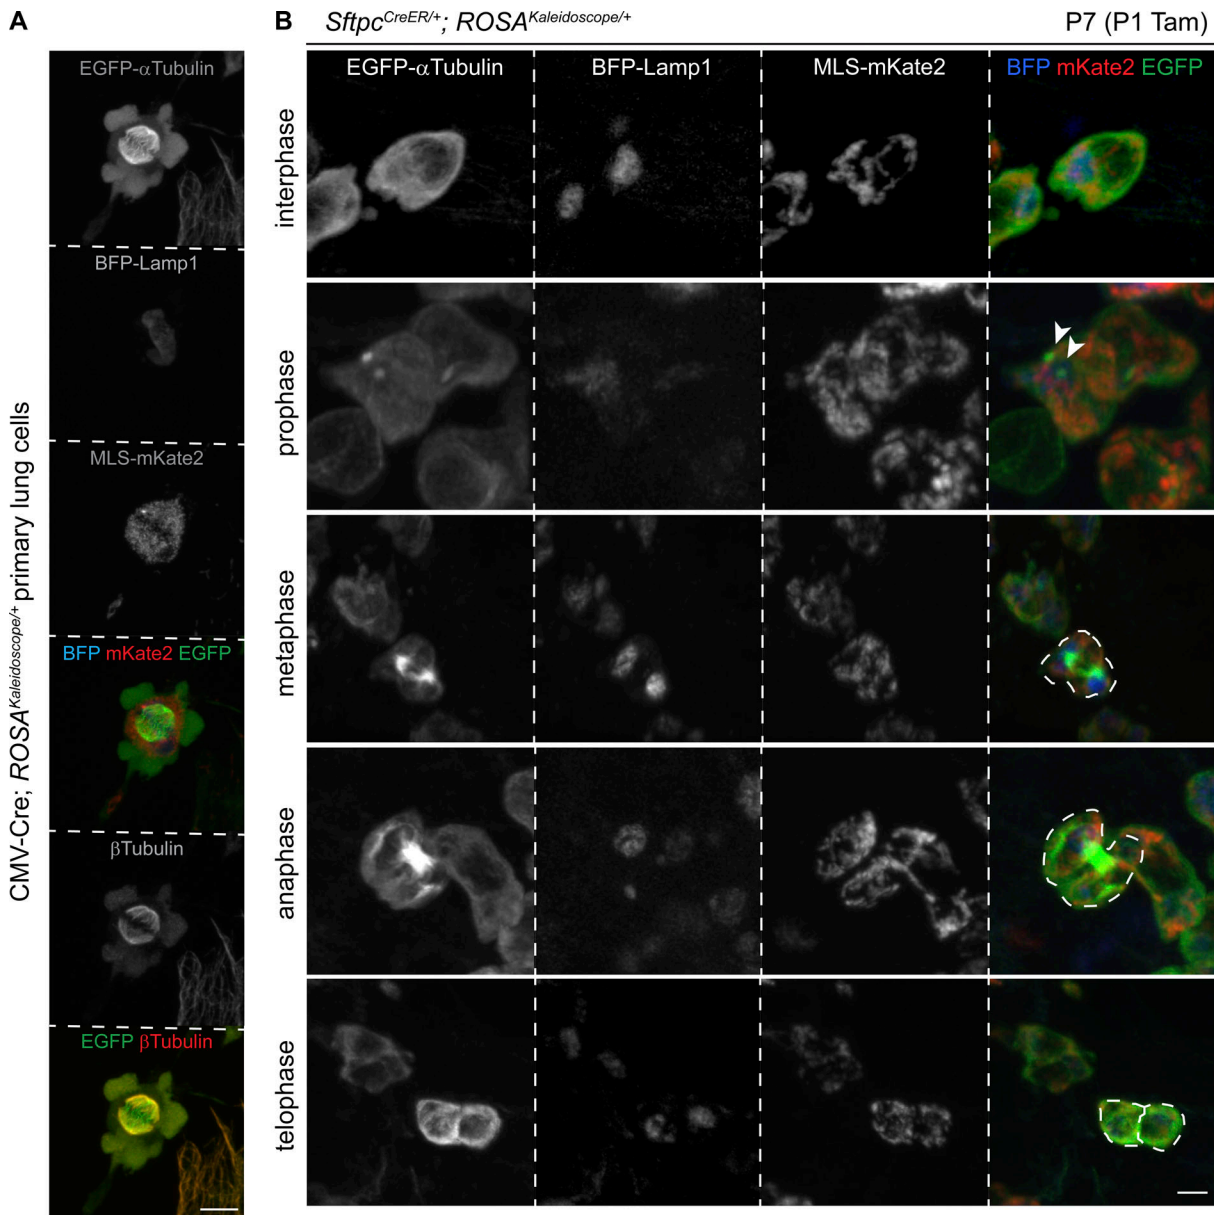 A
CMV-Cre; ROSAKaleidoscope/+ primary lung cells
EGFP-αTubulin
BFP-Lamp1
MLS-mKate2
BFP mKate2 EGFP
βTubulin
EGFP βTubulin
B
SftpcCreER/+; ROSAKaleidoscope/+
P7 (P1 Tam)
EGFP-αTubulin
BFP-Lamp1
MLS-mKate2
BFP mKate2 EGFP
interphase
prophase
metaphase
anaphase
telophase